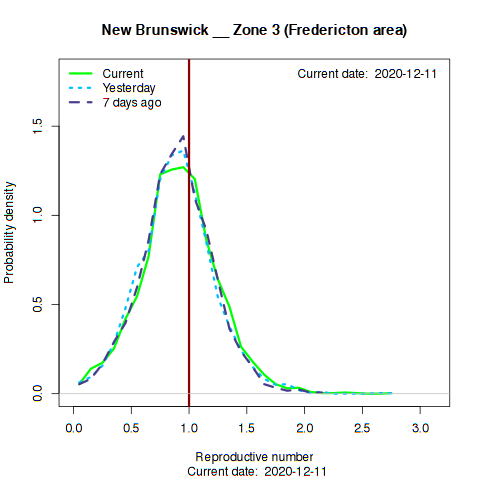 New Brunswick __ Zone 3 (Fredericton area)
Current
Yesterday
7 days ago
Current date: 2020-12-11
Probability density
0.0
0.5
1.0
1.5
0.0 0.5 1.0 1.5 2.0 2.5 3.0
Reproductive number
Current date: 2020-12-11